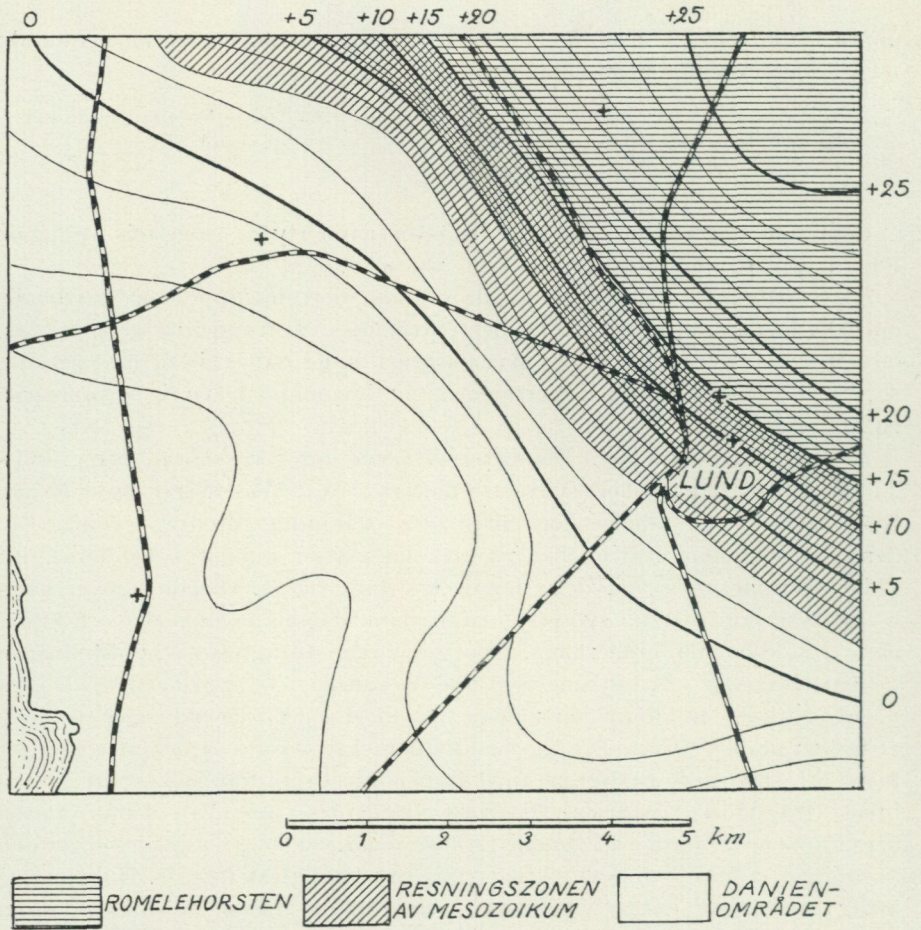 0 +5 +10 +15 +20 +25
+25
+20
+15
LUND
+10
+5
0
0 1 2 3 4 5 km
ROMELEHORSTEN
RESNINGSZONEN
AV MESOZOIKUM
DANIEN-
OMRÅDET